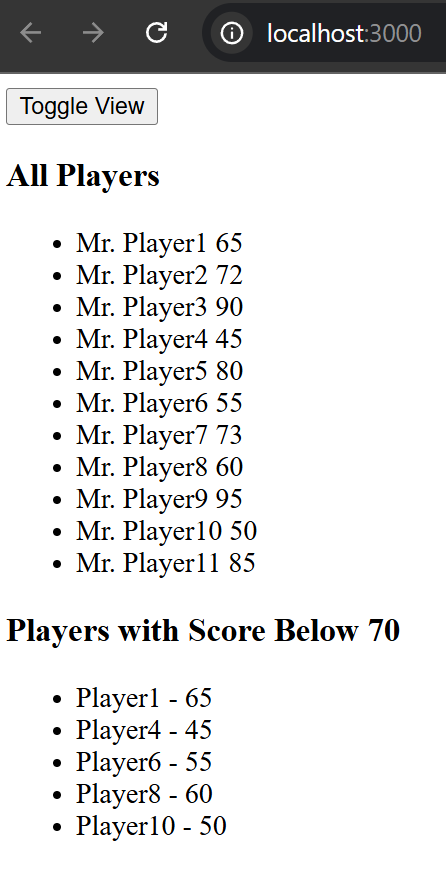 localhost:3000
Toggle View
All Players
Mr. Player1 65
Mr. Player2 72
Mr. Player3 90
Mr. Player4 45
Mr. Player5 80
Mr. Player6 55
Mr. Player7 73
Mr. Player8 60
Mr. Player9 95
Mr. Player10 50
Mr. Player11 85
Players with Score Below 70
Player1 - 65
Player4 - 45
Player6 - 55
Player8 - 60
Player10 - 50